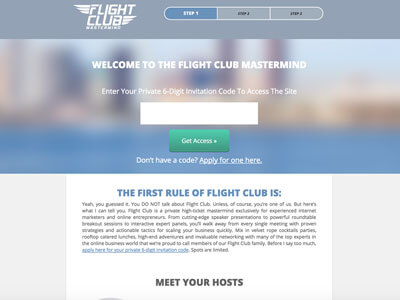 FLIGHT
CLUB
MASTERMIND
STEP 1
STEP 2
STEP 3
WELCOME TO THE FLIGHT CLUB MASTERMIND
Enter Your Private 6-Digit Invitation Code To Access The Site
Get Access »
Don't have a code? Apply for one here.
THE FIRST RULE OF FLIGHT CLUB IS:
Yeah, you guessed it. You DO NOT talk about Flight Club. Unless, of course, you're one of us. But here's
what I can tell you. Flight Club is a private high-ticket mastermind exclusively for experienced internet
marketers and online entrepreneurs. From cutting-edge speaker presentations to powerful roundtable
breakout sessions to interactive expert panels, you'll walk away from every single meeting with proven
strategies and actionable tactics for scaling your business quickly. Mix in velvet rope cocktail parties,
rooftop catered lunches, high-end adventures and invaluable networking with many of the top experts in
the online business world that we're proud to call members of our Flight Club family. Before I say too much,
apply here for your private 6-digit invitation code. Spots are limited.
MEET YOUR HOSTS